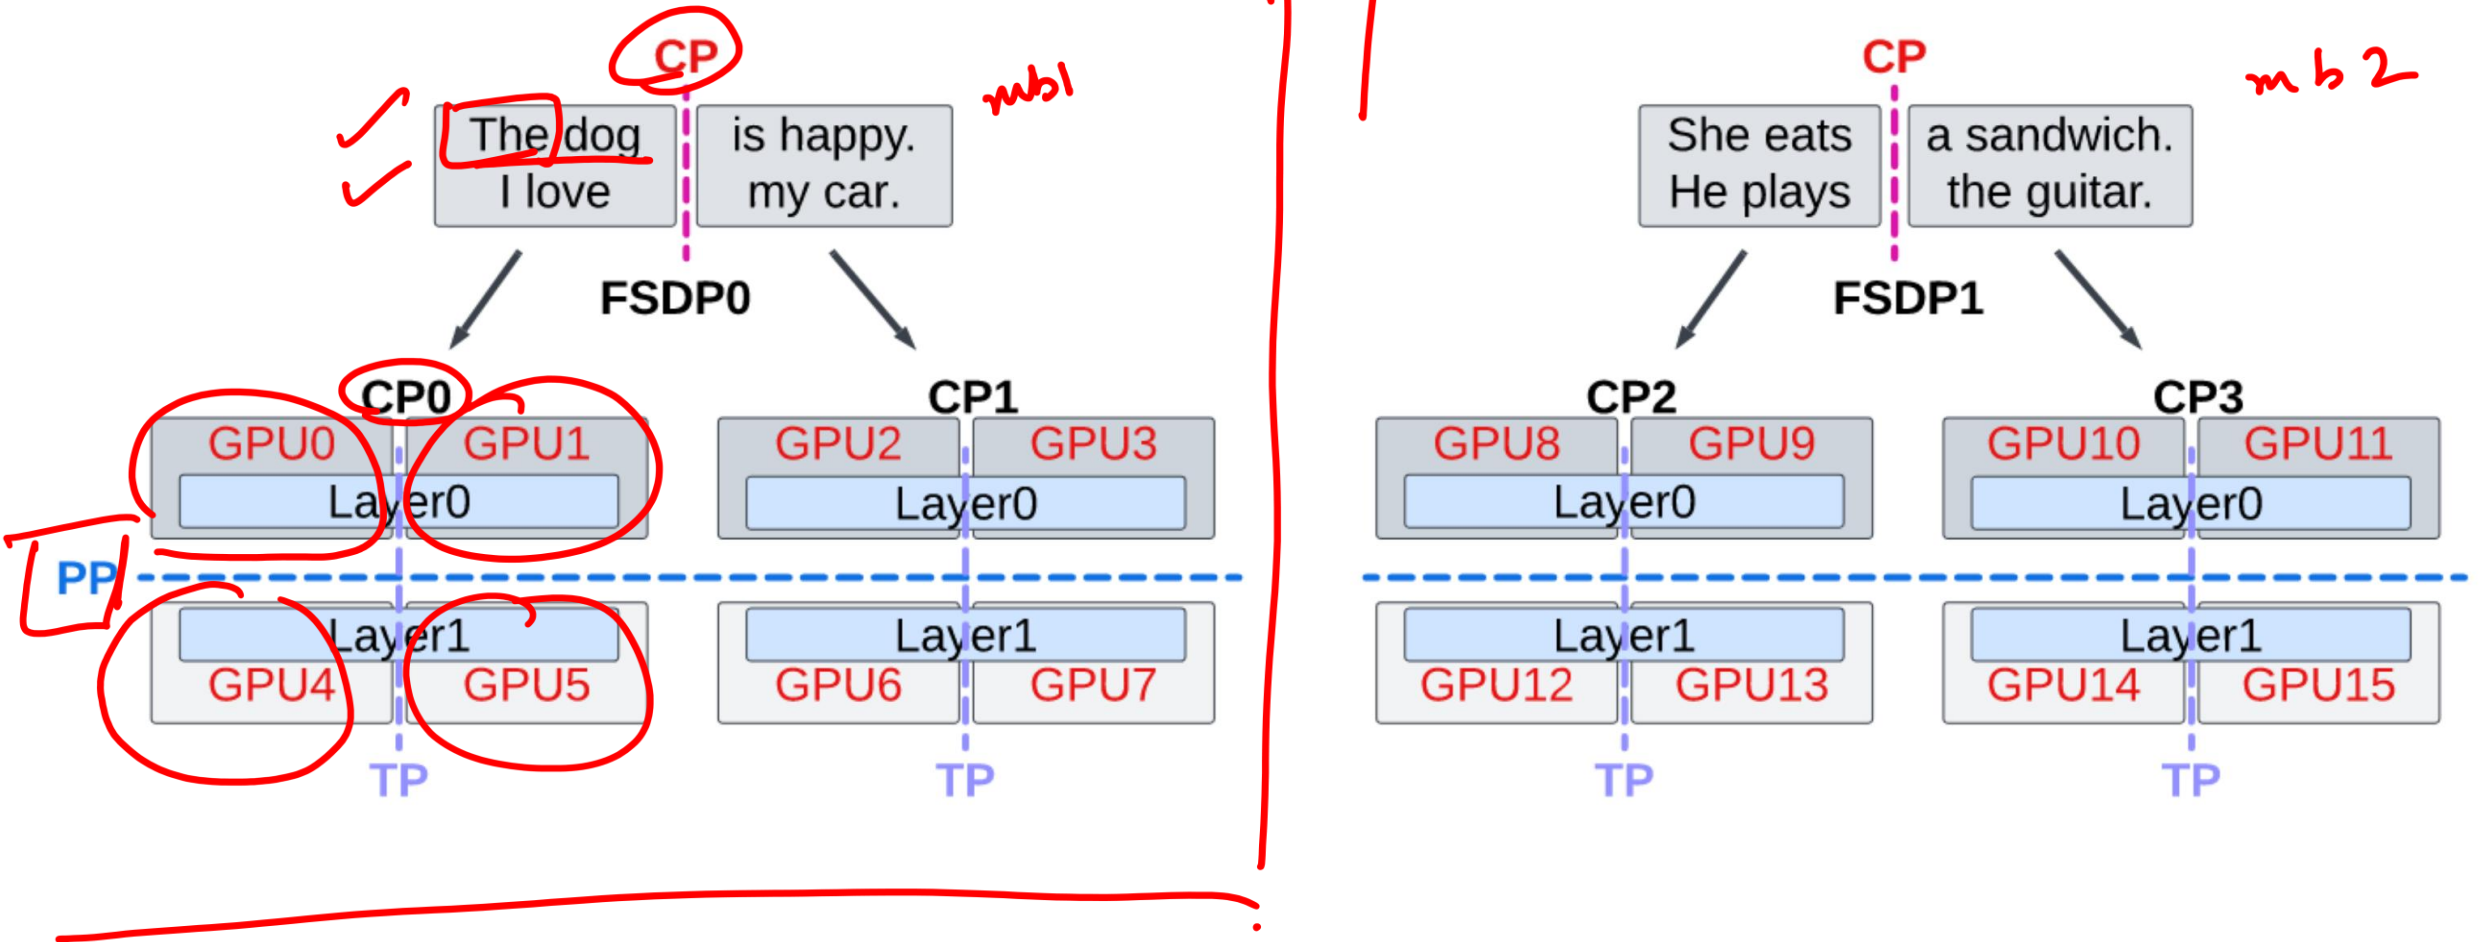 CP
mb1
CP
mb2
The dog
is happy.
She eats
a sandwich.
I love
my car.
He plays
the guitar.
FSDP0
FSDP1
CP0
CP1
CP2
CP3
GPU0
GPU1
GPU2
GPU3
GPU8
GPU9
GPU10
GPU11
Layer0
Layer0
Layer0
Layer0
PP
Layer1
Layer1
Layer1
Layer1
GPU4
GPU5
GPU6
GPU7
GPU12
GPU13
GPU14
GPU15
TP
TP
TP
TP